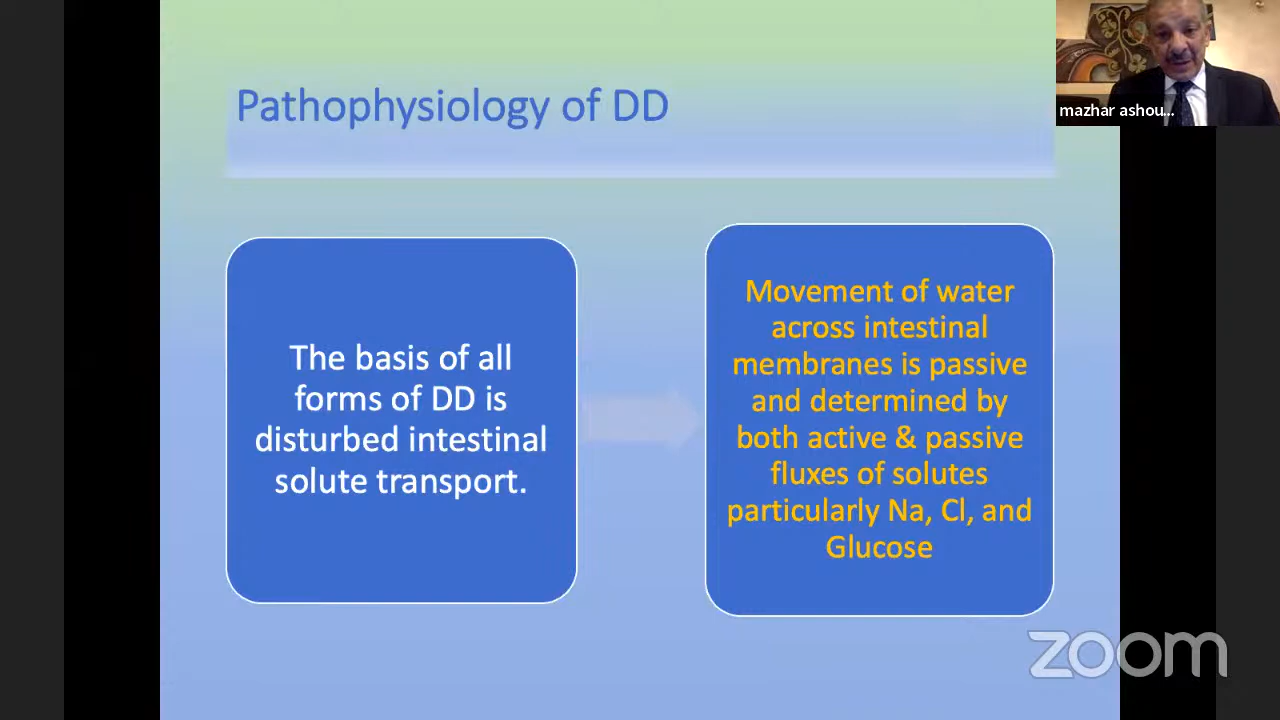 Pathophysiology of DD
mazhar ashou...
The basis of all
forms of DD is
disturbed intestinal
solute transport.
Movement of water
across intestinal
membranes is passive
and determined by
both active & passive
fluxes of solutes
particularly Na, Cl, and
Glucose
zoom